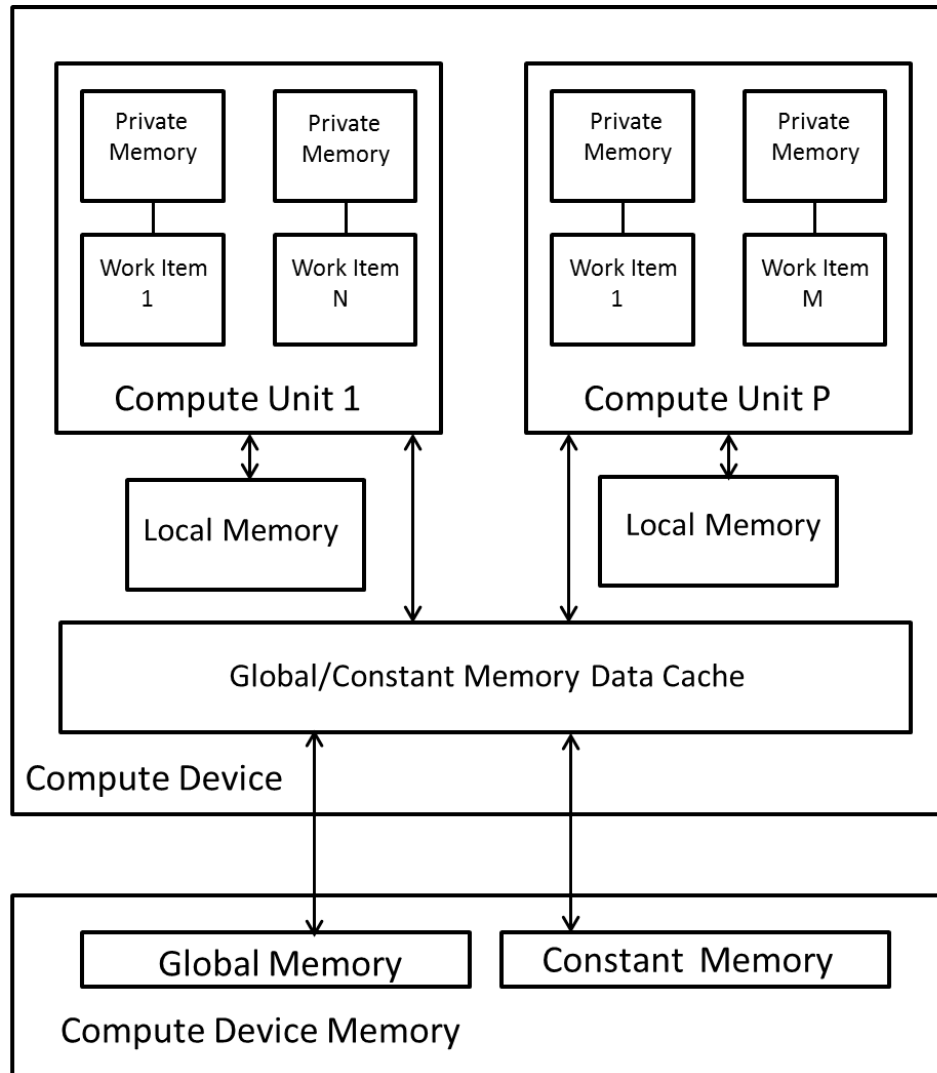 Private
Memory
Private
Memory
Private
Memory
Private
Memory
Work Item
1
Work Item
N
Work Item
1
Work Item
M
Compute Unit 1
Compute Unit P
Local Memory
Local Memory
Global/Constant Memory Data Cache
Compute Device
Global Memory
Constant Memory
Compute Device Memory